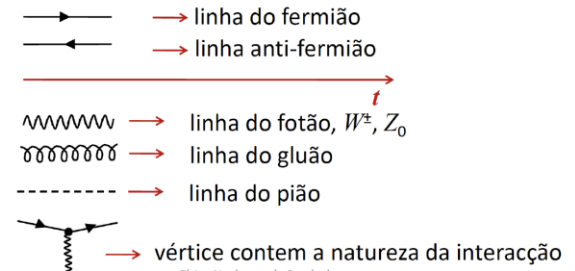 linha do fermião
linha anti-fermião
t
linha do fotão, W±, Z0
linha do gluão
linha do pião
vértice contem a natureza da interacção